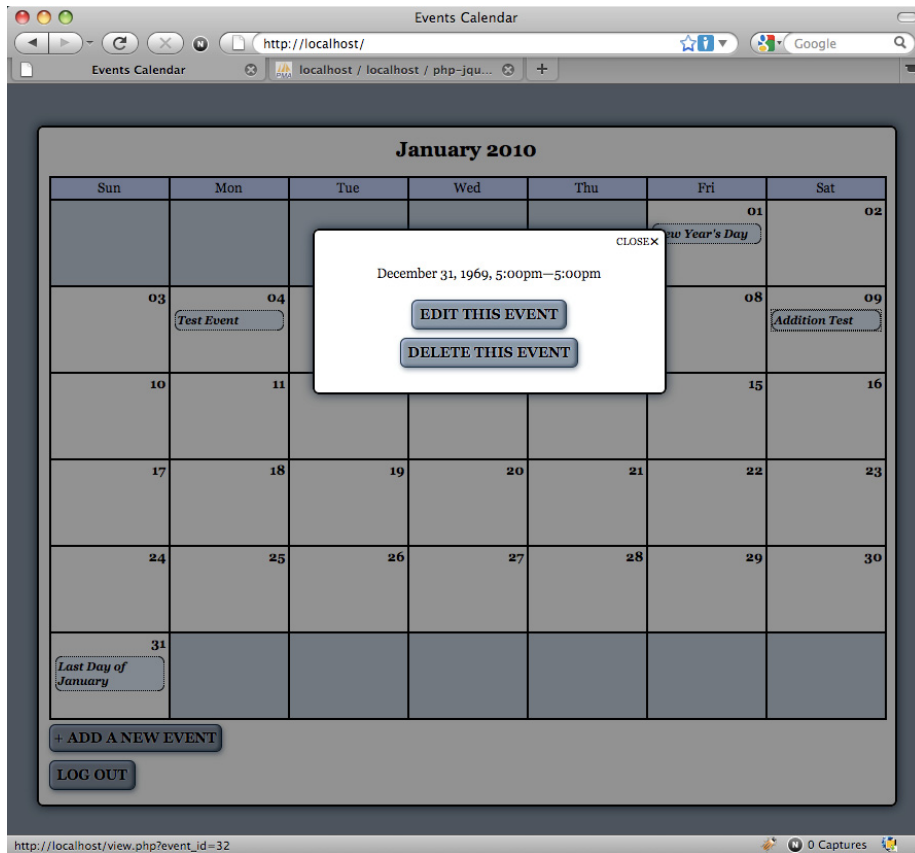 Events Calendar
http://localhost/
Google
Events Calendar
localhost / localhost / php-jqu...
January 2010
Sun Mon Tue Wed Thu Fri Sat
01 02
ew Year's Day
CLOSE✕
December 31, 1969, 5:00pm—5:00pm
EDIT THIS EVENT
DELETE THIS EVENT
03 04 08 09
Test Event
Addition Test
10 11 15 16
17 18 19 20 21 22 23
24 25 26 27 28 29 30
31
Last Day of
January
+ ADD A NEW EVENT
LOG OUT
http://localhost/view.php?event_id=32
0 Captures